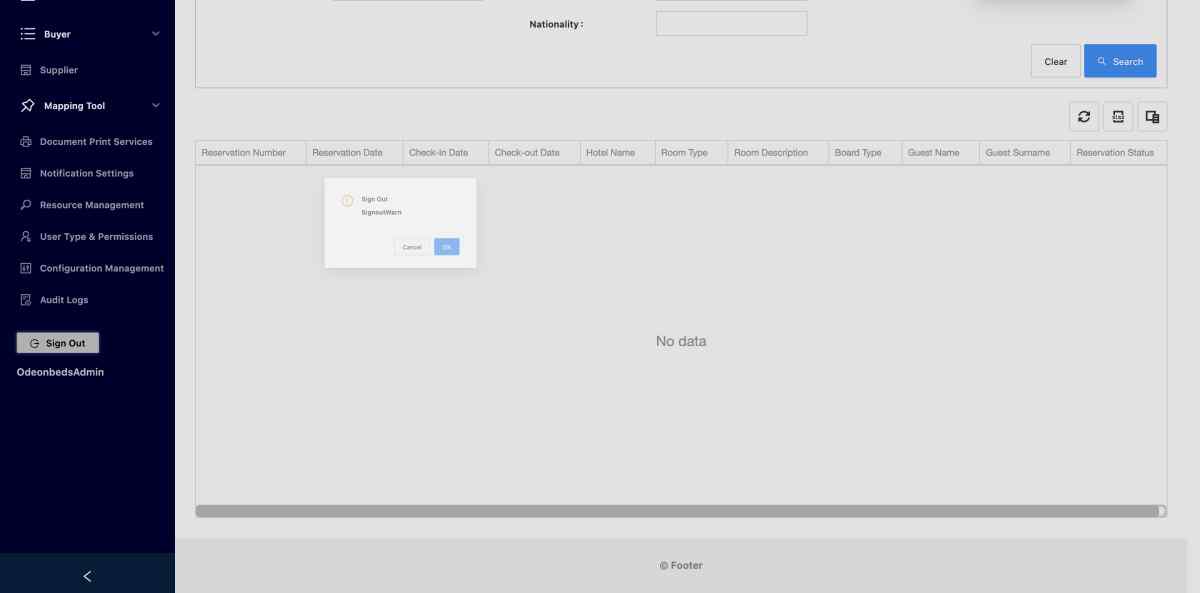 Buyer
Supplier
Mapping Tool
Document Print Services
Notification Settings
Resource Management
User Type & Permissions
Configuration Management
Audit Logs
Sign Out
OdeonbedsAdmin
Nationality :
Clear
Search
Reservation Number Reservation Date Check-In Date Check-out Date Hotel Name Room Type Room Description Board Type Guest Name Guest Surname Reservation Status
Sign Out
SignoutWarn
Cancel OK
No data
© Footer